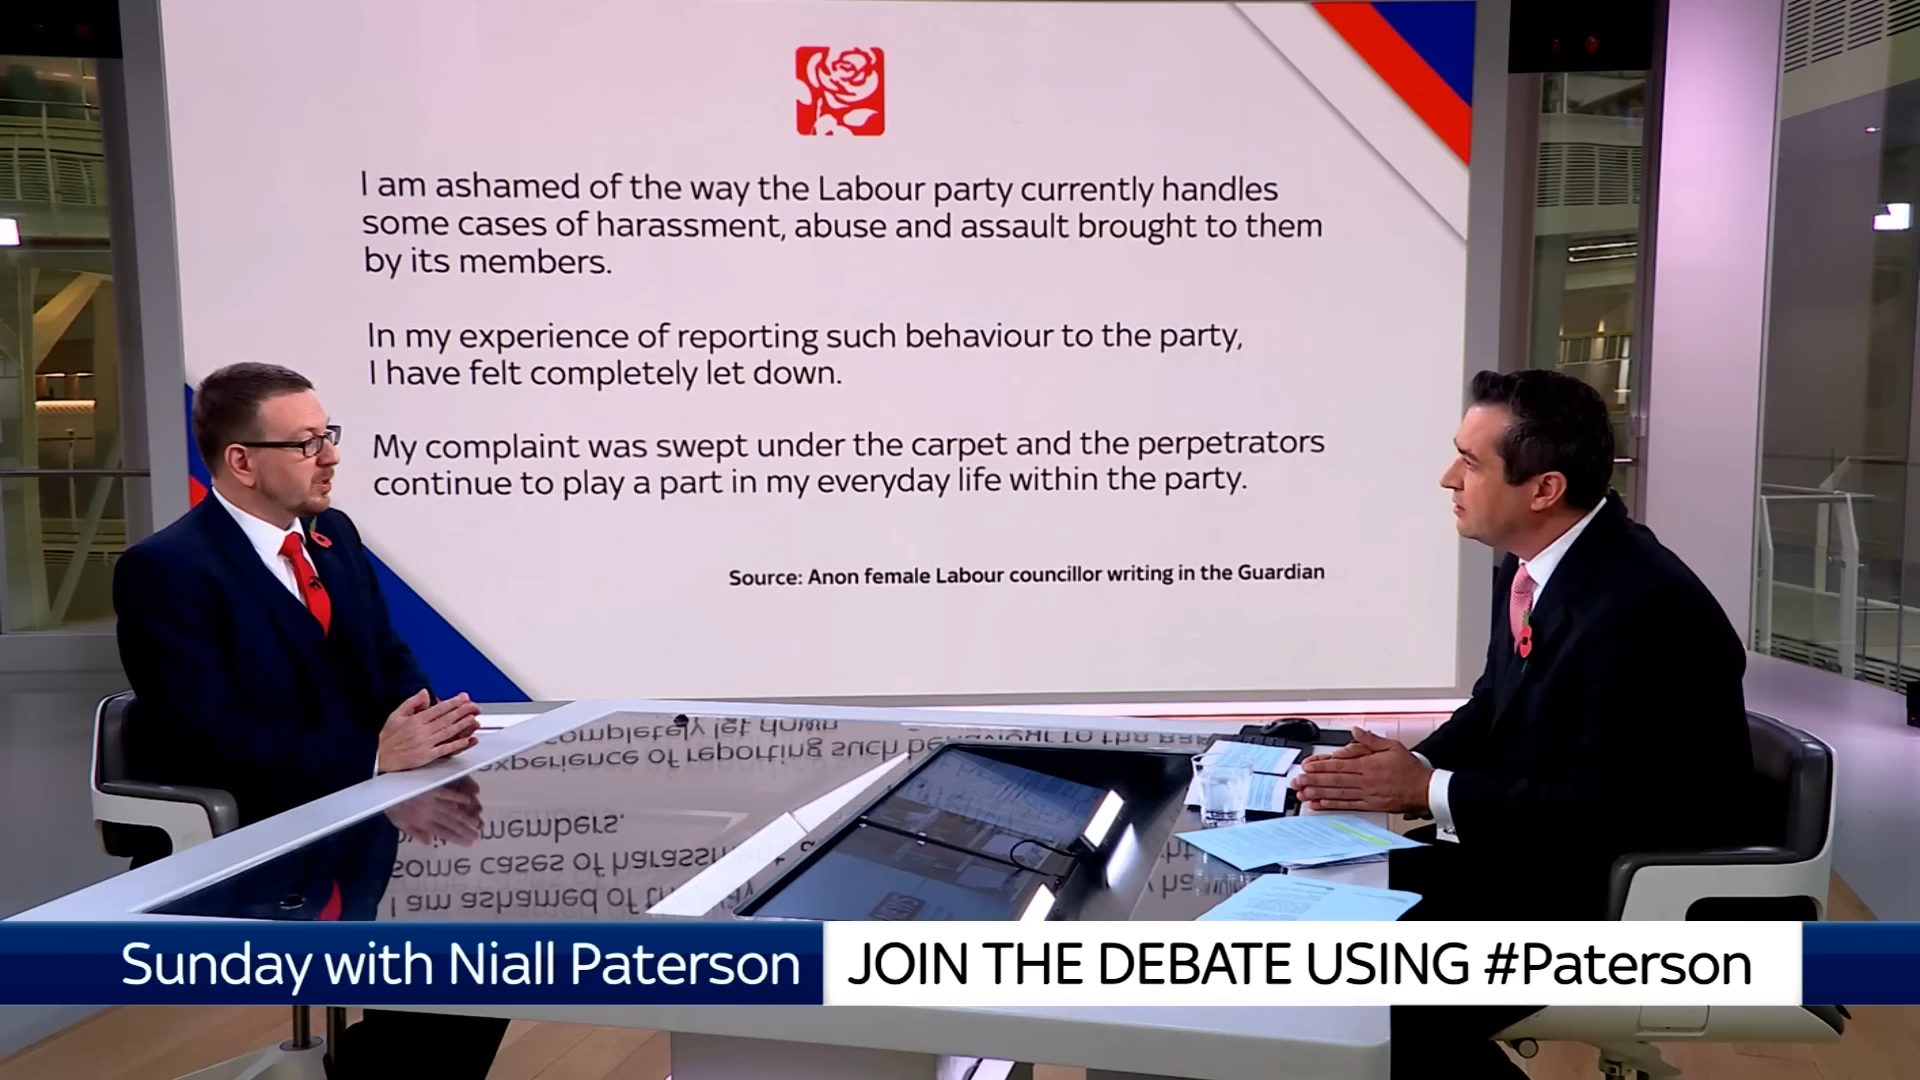 I am ashamed of the way the Labour party currently handles
some cases of harassment, abuse and assault brought to them
by its members.
In my experience of reporting such behaviour to the party,
I have felt completely let down.
My complaint was swept under the carpet and the perpetrators
continue to play a part in my everyday life within the party.
Source: Anon female Labour councillor writing in the Guardian
Sunday with Niall Paterson
JOIN THE DEBATE USING #Paterson